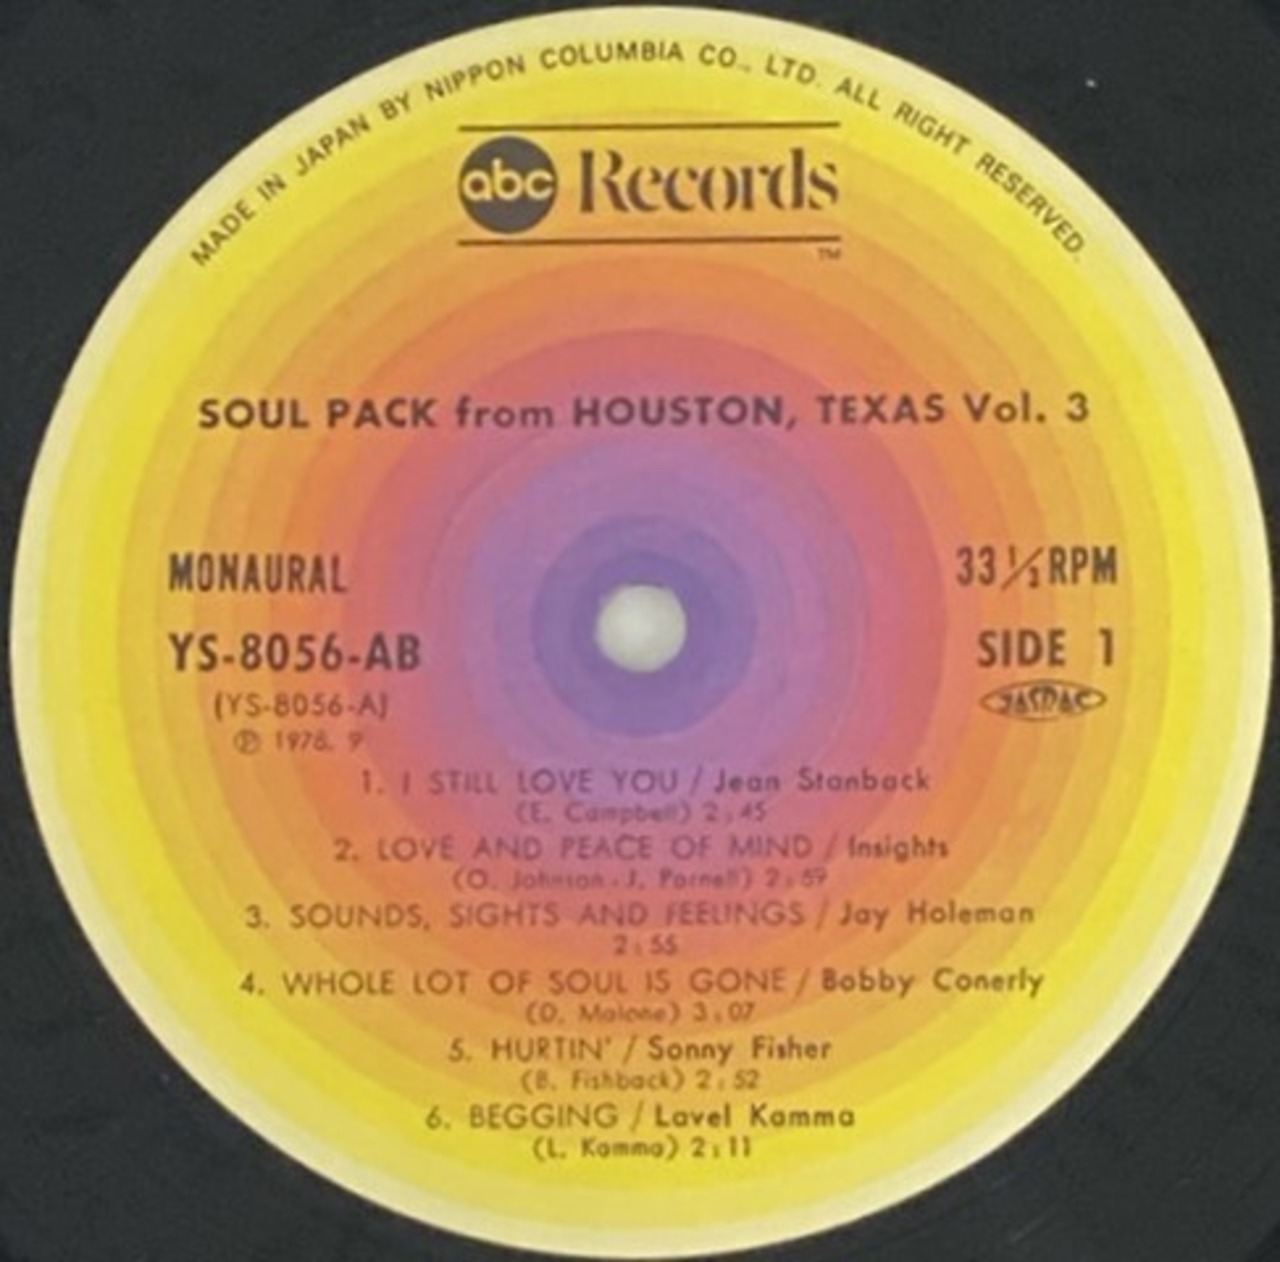 MADE IN JAPAN BY NIPPON COLUMBIA CO., LTD. ALL RIGHT RESERVED.
abc Records
TM
SOUL PACK from HOUSTON, TEXAS Vol. 3
MONAURAL
33 1/3 RPM
YS-8056-AB
SIDE 1
(YS-8056-A)
JASRAC
Ⓟ 1978. 9
1. I STILL LOVE YOU / Jean Stanback
(E. Campbell) 2:45
2. LOVE AND PEACE OF MIND / Insights
(O. Johnson-J. Parnell) 2:59
3. SOUNDS, SIGHTS AND FEELINGS / Jay Holeman
2:55
4. WHOLE LOT OF SOUL IS GONE / Bobby Conerly
(D. Malone) 3:07
5. HURTIN' / Sonny Fisher
(B. Fishback) 2:52
6. BEGGING / Lavel Kamma
(L. Kamma) 2:11